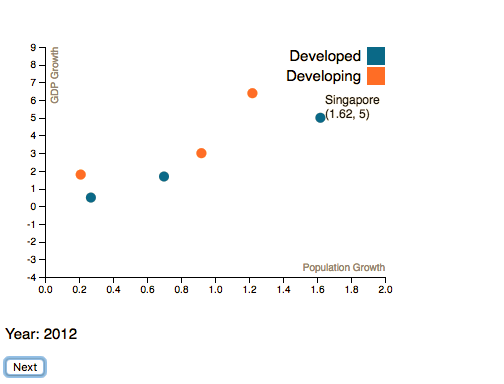 Developed
Developing
GDP Growth
9
8
7
6
5
4
3
2
1
0
-1
-2
-3
-4
Singapore
(1.62, 5)
Population Growth
0.0 0.2 0.4 0.6 0.8 1.0 1.2 1.4 1.6 1.8 2.0
Year: 2012
Next